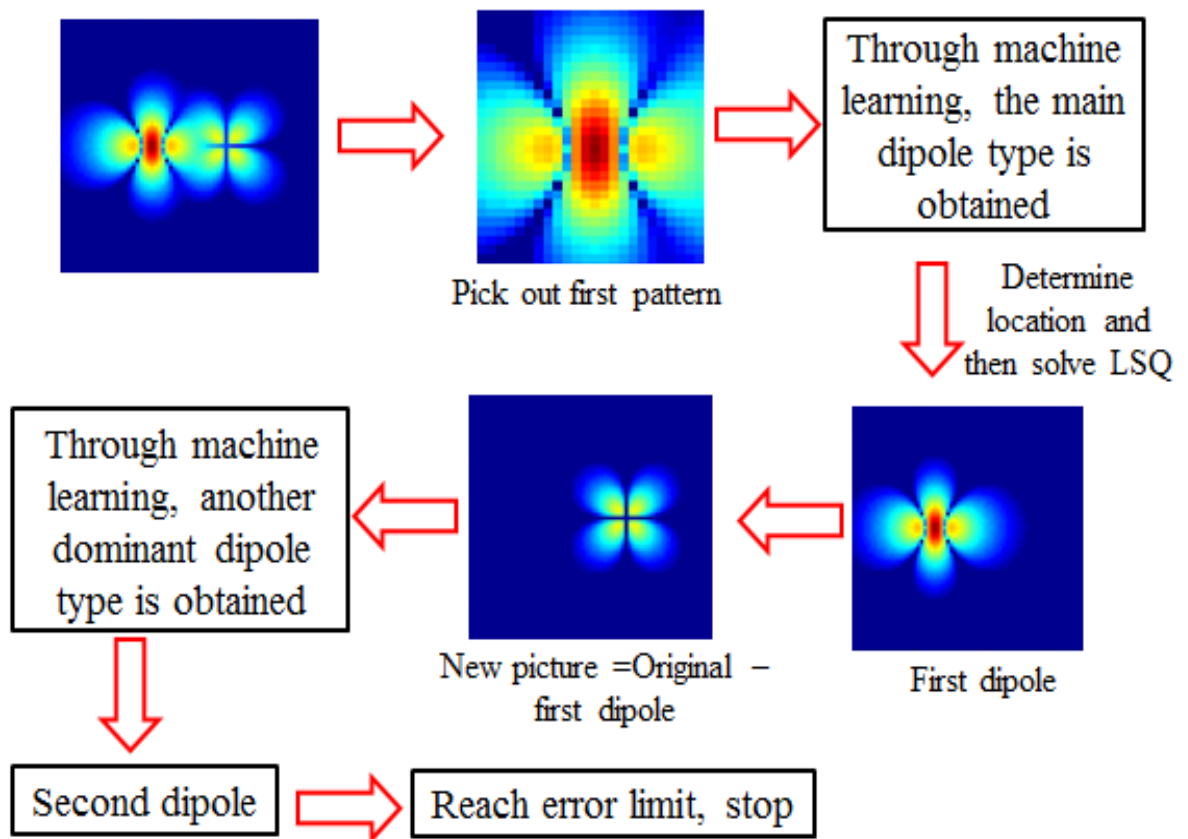 Through machine
learning, the main
dipole type is
obtained
Pick out first pattern
Determine
location and
then solve LSQ
Through machine
learning, another
dominant dipole
type is obtained
New picture =Original –
first dipole
First dipole
Second dipole
Reach error limit, stop